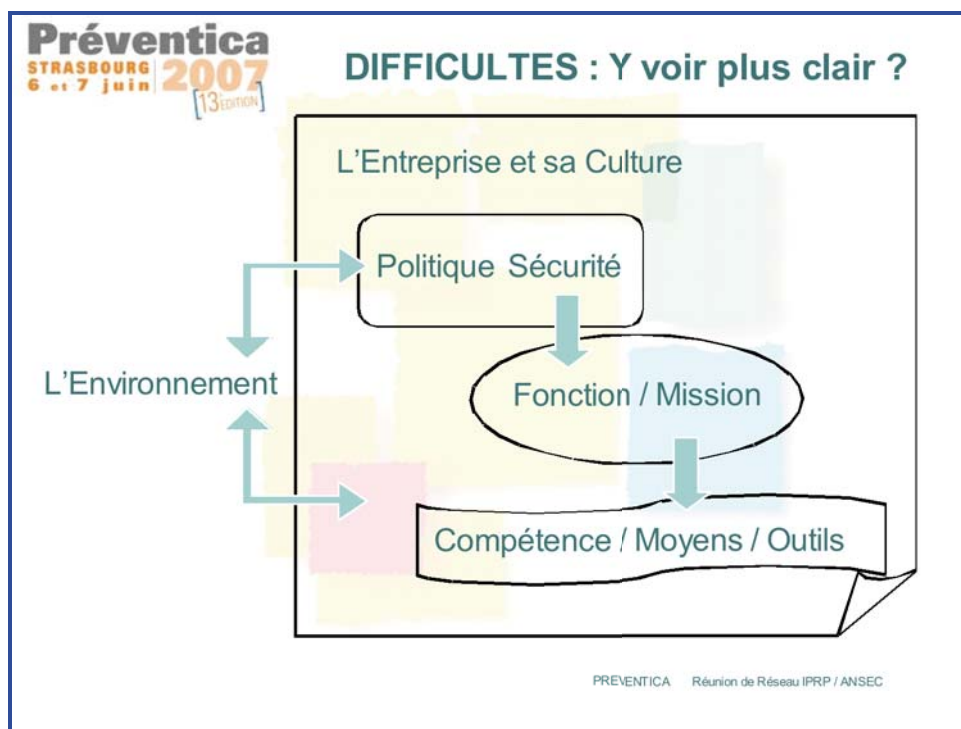 Préventica
STRASBOURG
6 et 7 juin
2007
[13e EDITION]
DIFFICULTES : Y voir plus clair ?
L'Entreprise et sa Culture
Politique Sécurité
L'Environnement
Fonction / Mission
Compétence / Moyens / Outils
PREVENTICA Réunion de Réseau IPRP / ANSEC